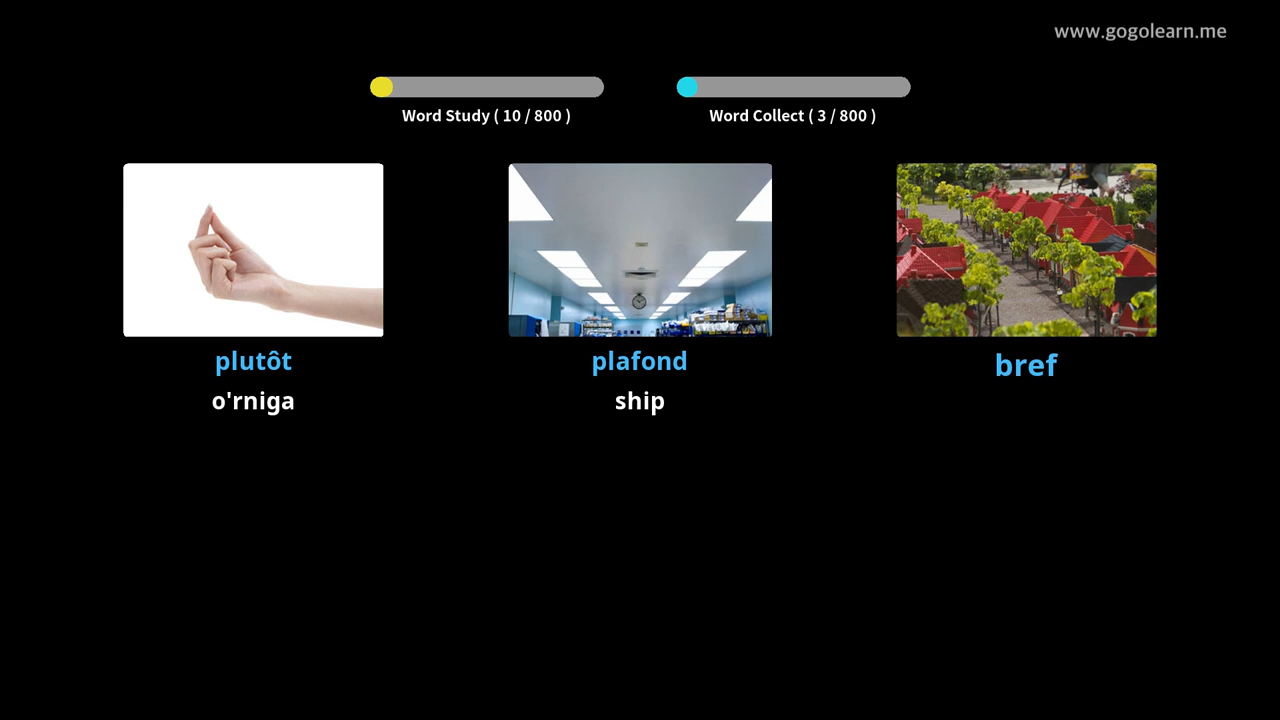 www.gogolearn.me
Word Study ( 10 / 800 )
Word Collect ( 3 / 800 )
plutôt
o'rniga
plafond
ship
bref